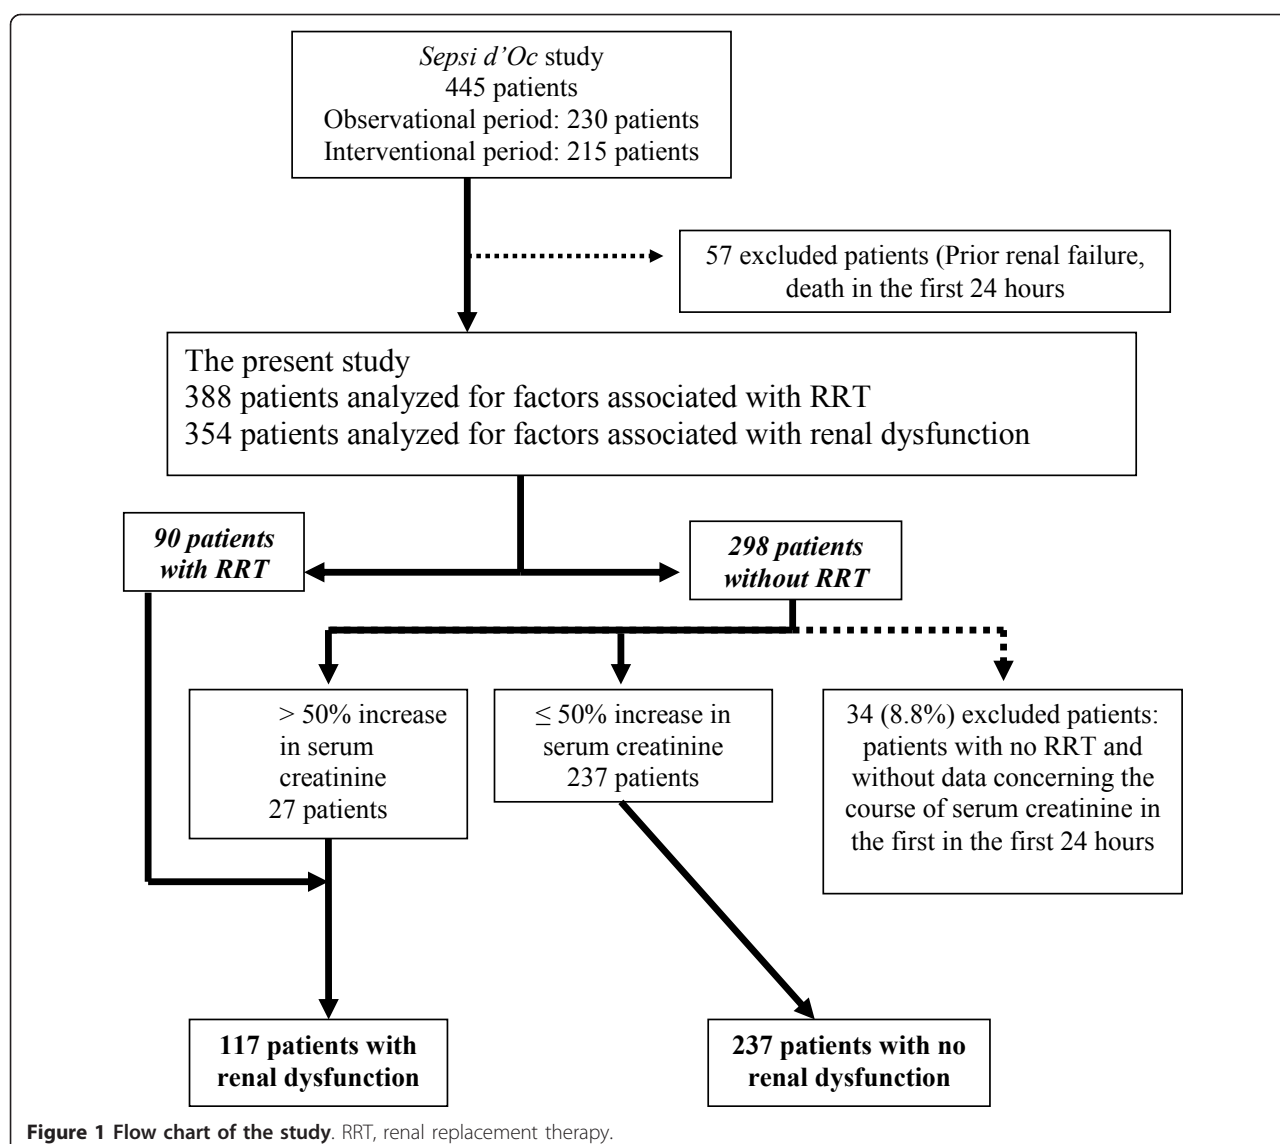 Sepsi d'Oc study
445 patients
Observational period: 230 patients
Interventional period: 215 patients
57 excluded patients (Prior renal failure,
death in the first 24 hours
The present study
388 patients analyzed for factors associated with RRT
354 patients analyzed for factors associated with renal dysfunction
90 patients
with RRT
298 patients
without RRT
> 50% increase
in serum
creatinine
27 patients
≤ 50% increase in
serum creatinine
237 patients
34 (8.8%) excluded patients:
patients with no RRT and
without data concerning the
course of serum creatinine in
the first in the first 24 hours
117 patients with
renal dysfunction
237 patients with no
renal dysfunction
Figure 1 Flow chart of the study. RRT, renal replacement therapy.